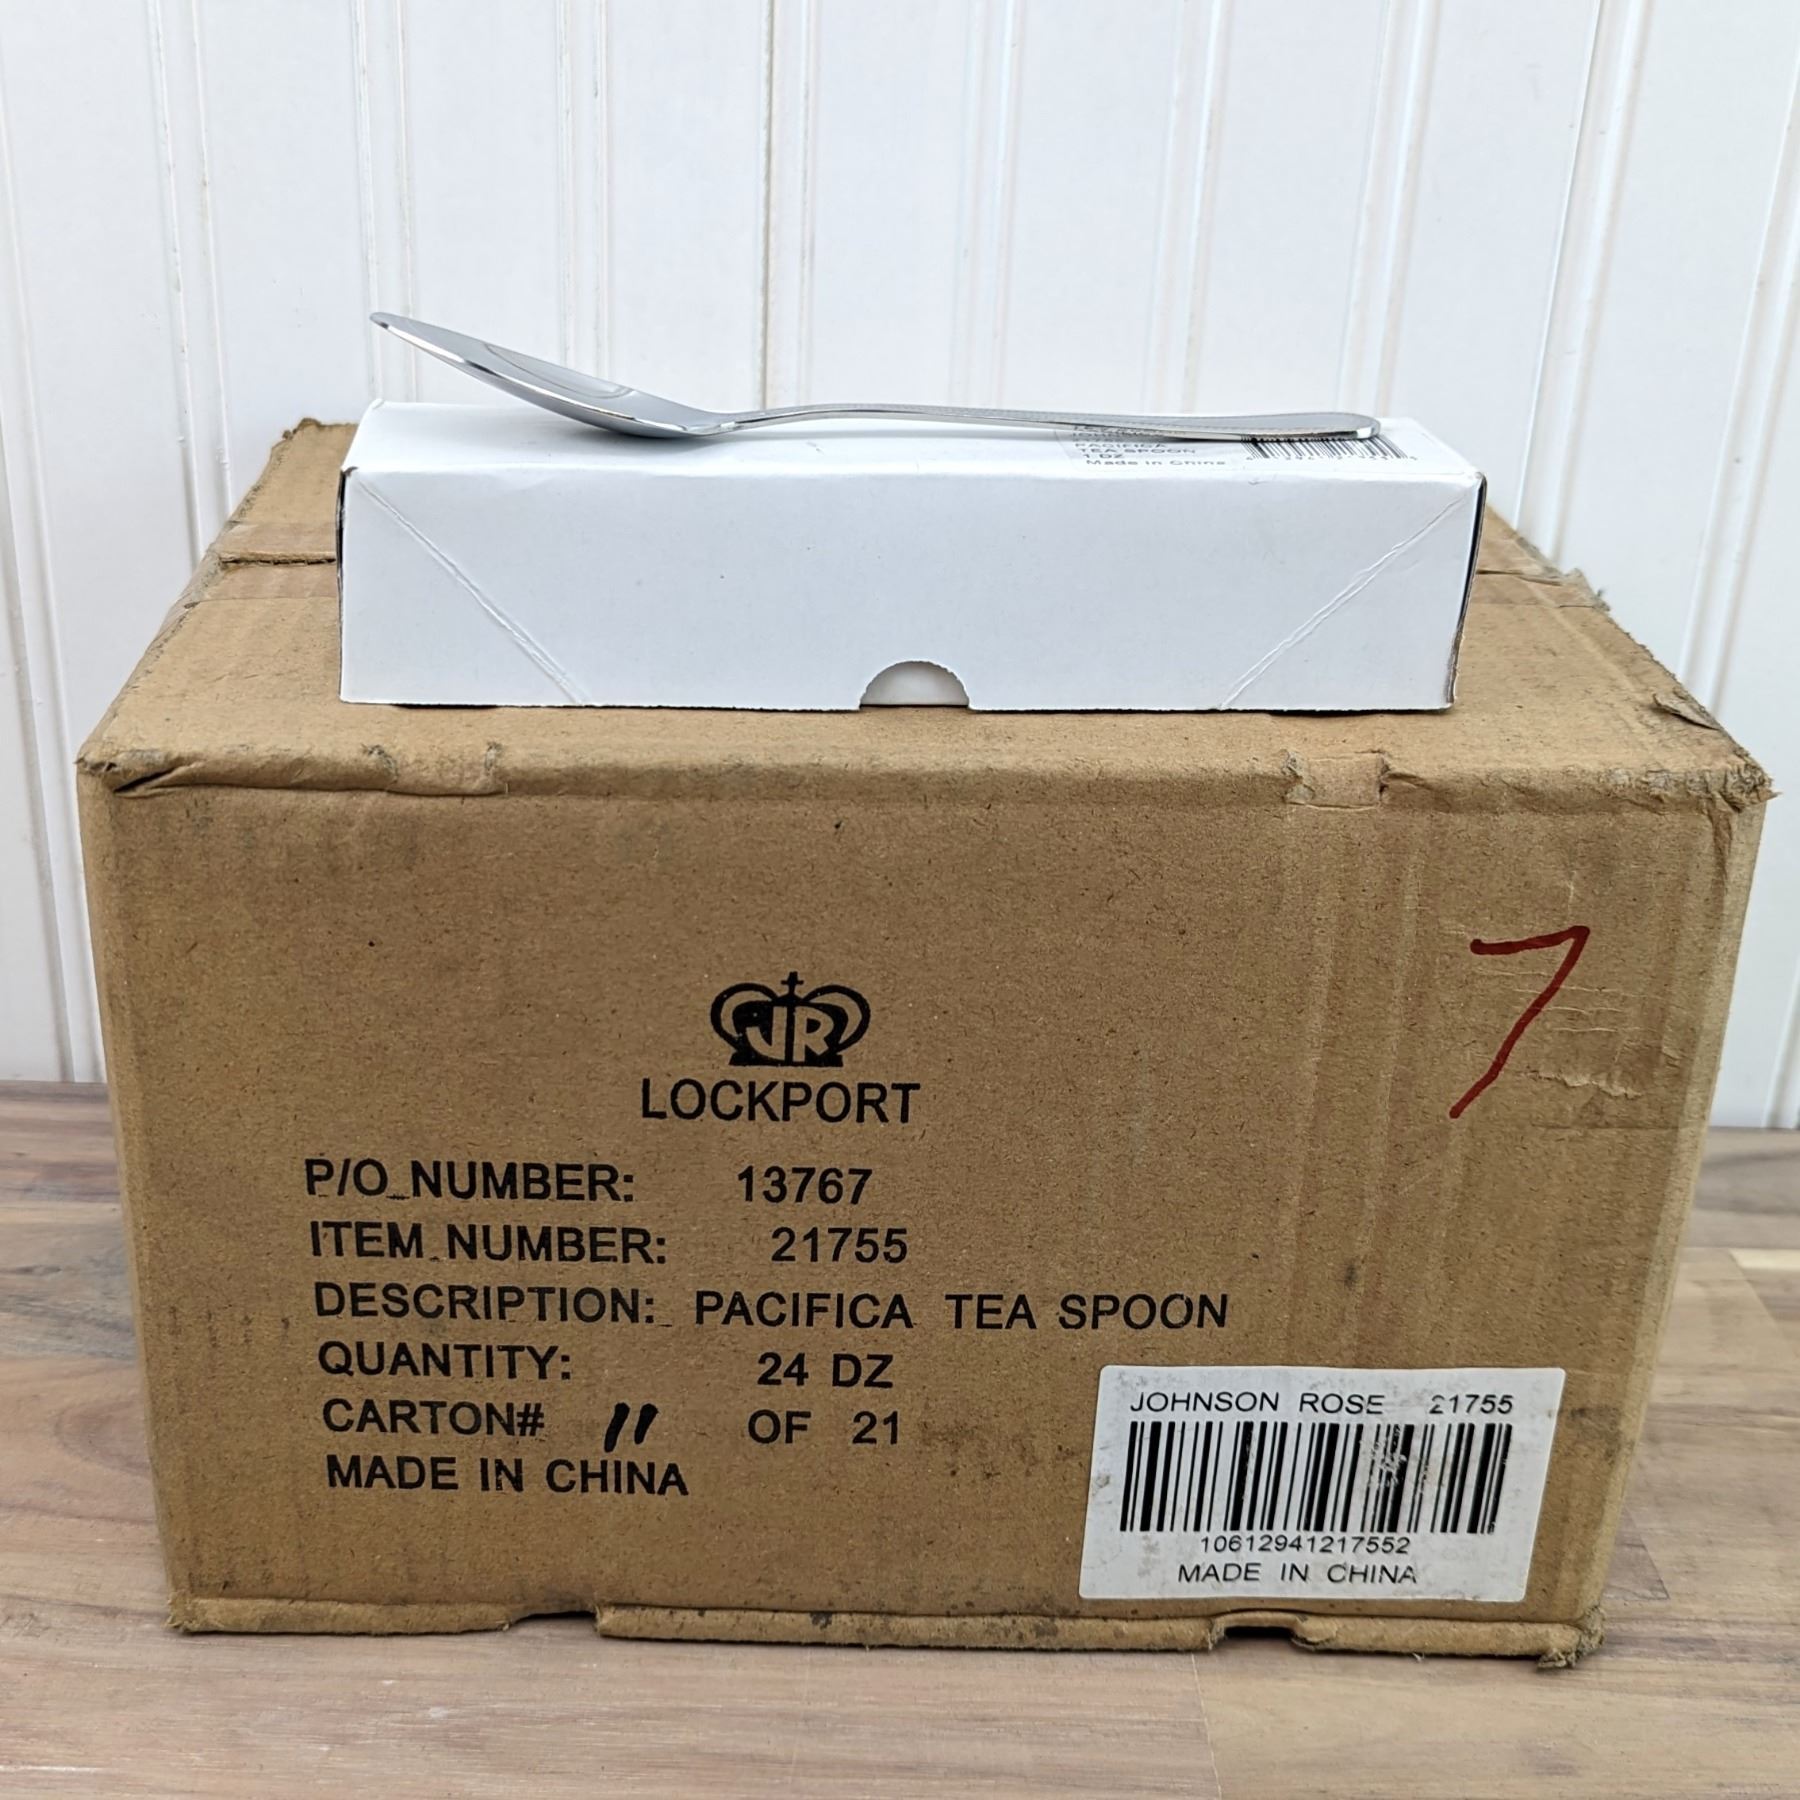 PACIFICA
TEA SPOON
1 DZ
Made in China
JR
LOCKPORT
7
P/O NUMBER: 13767
ITEM NUMBER: 21755
DESCRIPTION: PACIFICA TEA SPOON
QUANTITY: 24 DZ
CARTON# 11 OF 21
MADE IN CHINA
JOHNSON ROSE 21755
10612941217552
MADE IN CHINA